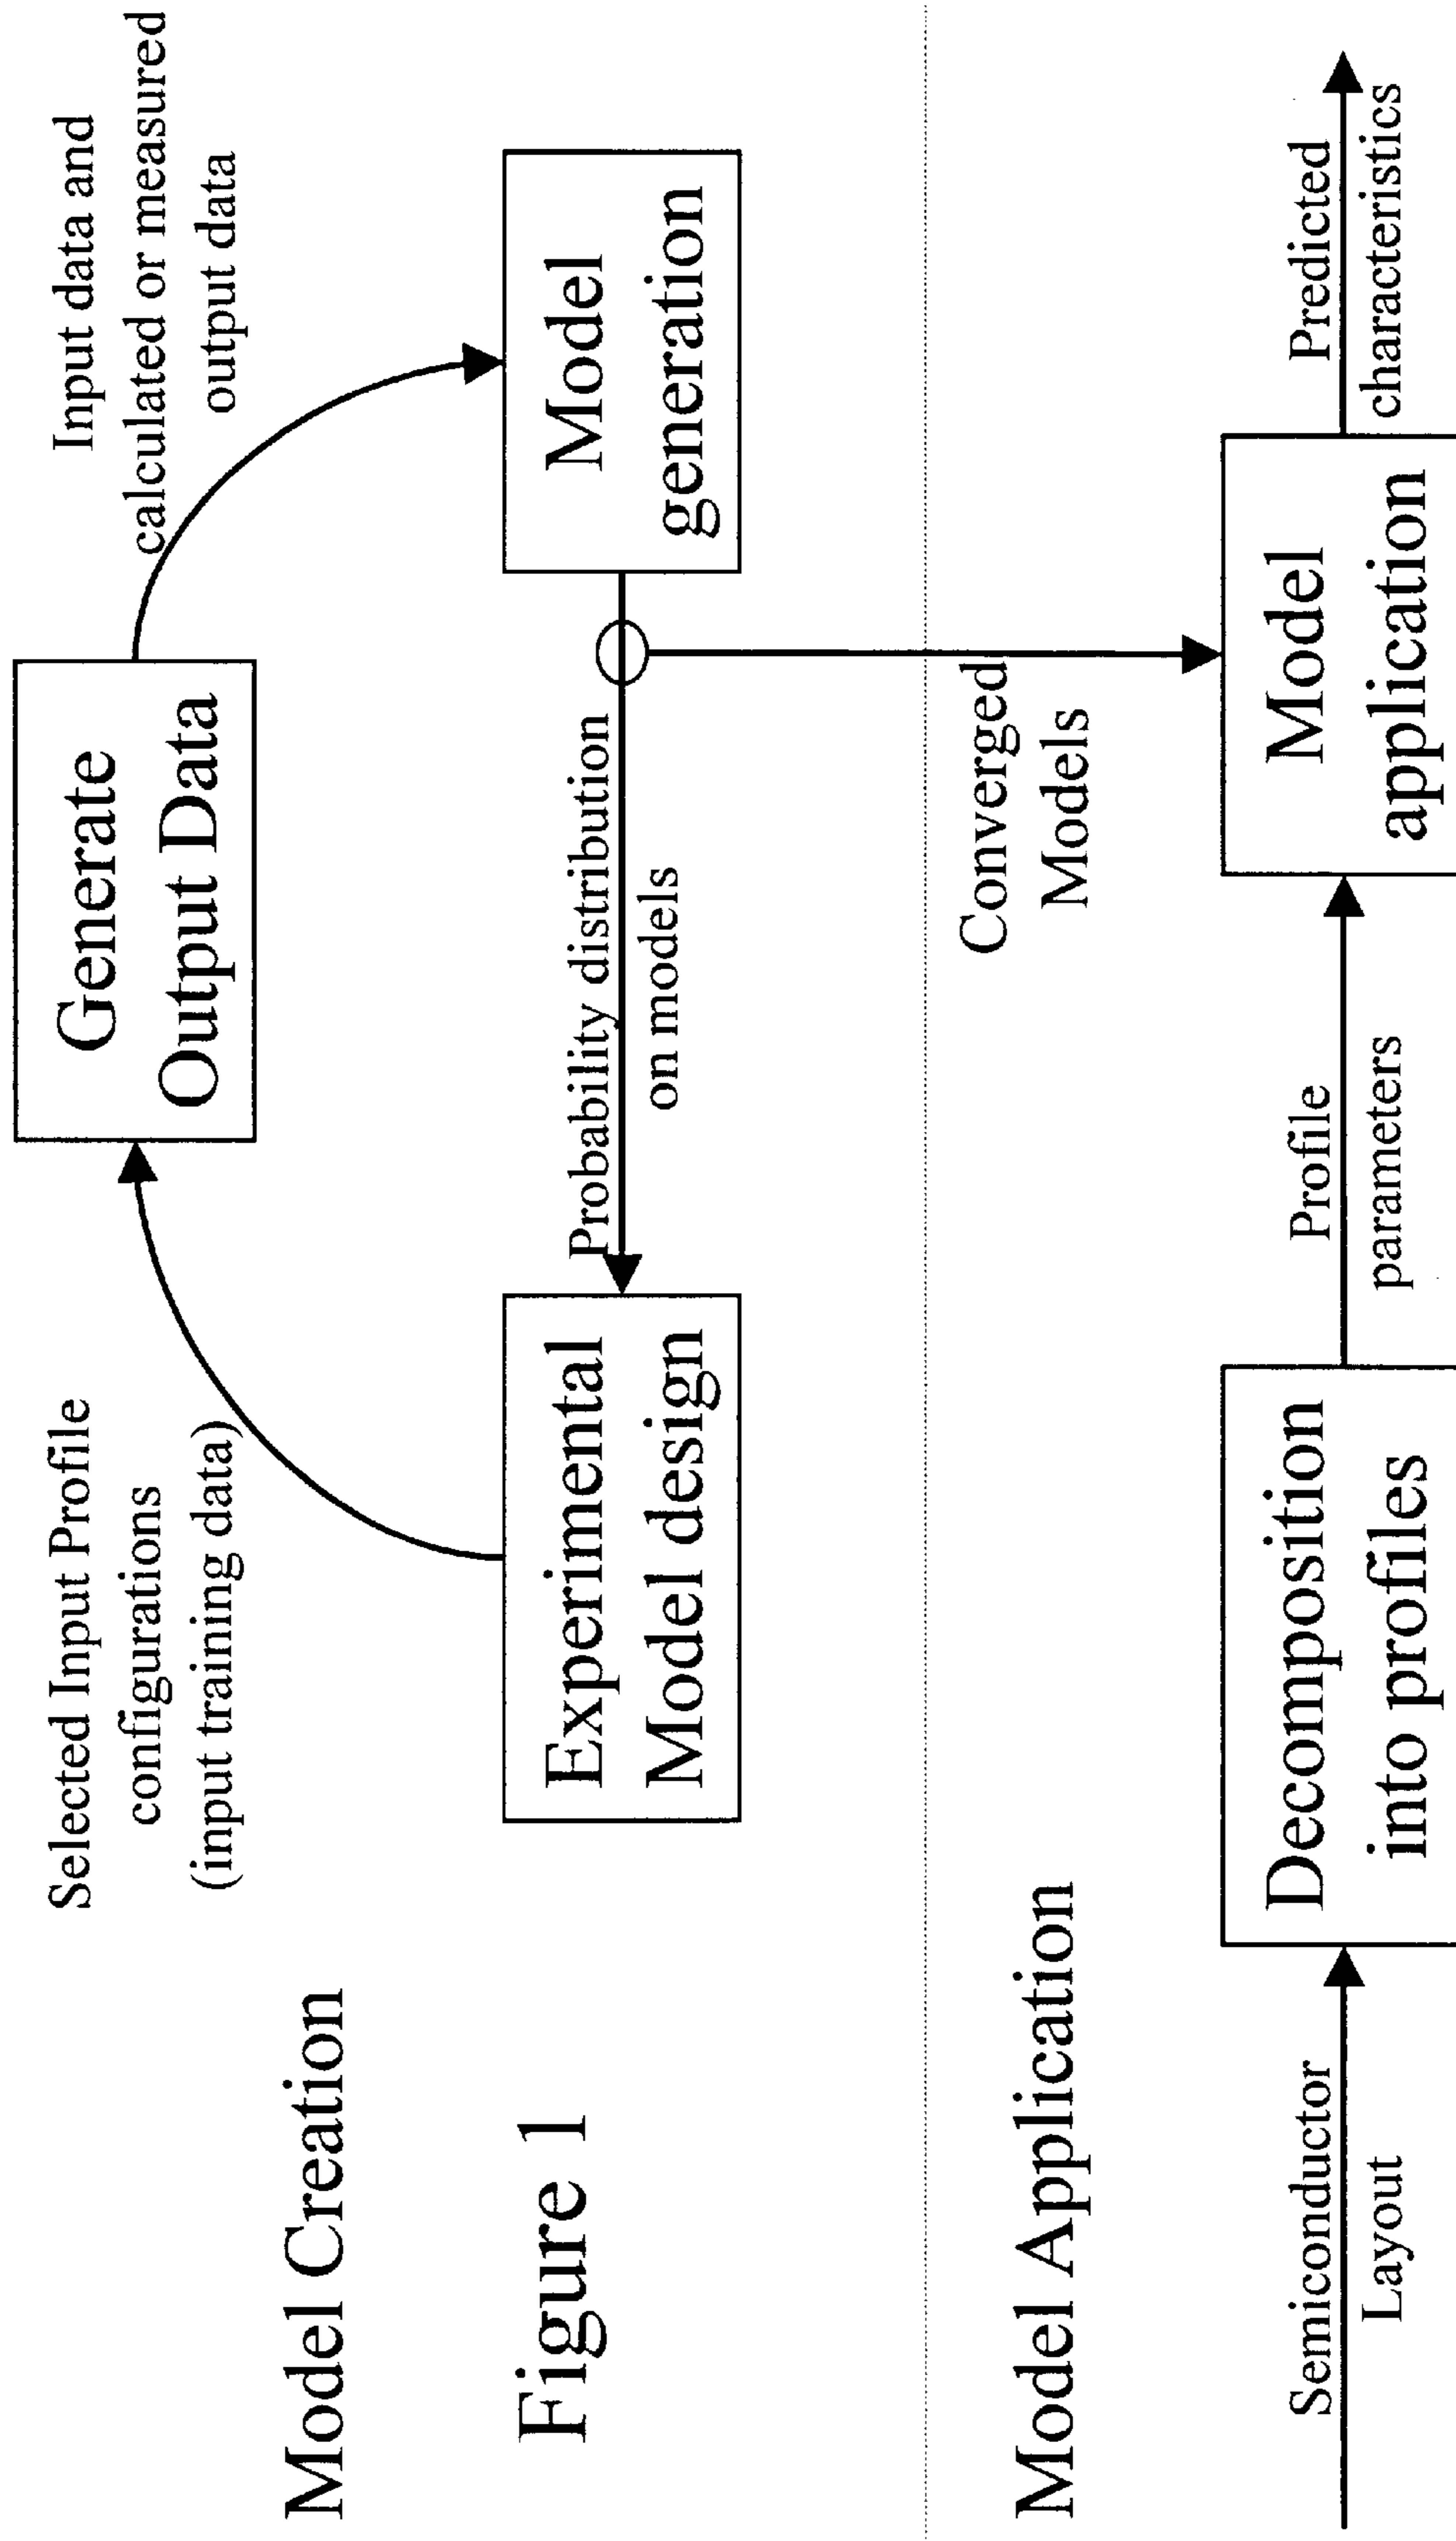 Model Creation
Figure 1
Selected Input Profile
configurations
(input training data)
Generate
Output Data
Input data and
calculated or measured
output data
Experimental
Model design
Probability distribution
on models
Model
generation
Model Application
Converged
Models
Semiconductor
Layout
Decomposition
into profiles
Profile
parameters
Model
application
Predicted
characteristics